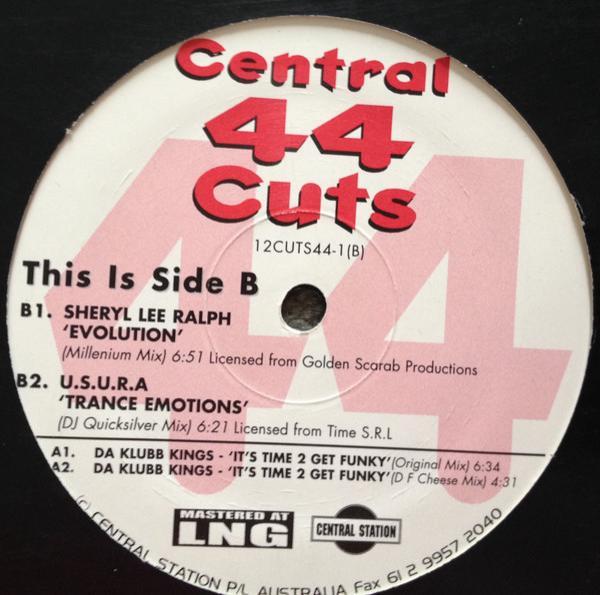 Central
44
Cuts
12CUTS44-1(B)
This Is Side B
B1. SHERYL LEE RALPH
'EVOLUTION'
(Millenium Mix) 6:51 Licensed from Golden Scarab Productions
B2. U.S.U.R.A
'TRANCE EMOTIONS'
(DJ Quicksilver Mix) 6:21 Licensed from Time S.R.L
A1. DA KLUBB KINGS - 'IT'S TIME 2 GET FUNKY' (Original Mix) 6:34
A2. DA KLUBB KINGS - 'IT'S TIME 2 GET FUNKY' (D F Cheese Mix) 4:31
MASTERED AT
LNG
CENTRAL STATION
(c) CENTRAL STATION P/L AUSTRALIA Fax 61 2 9957 2040
44